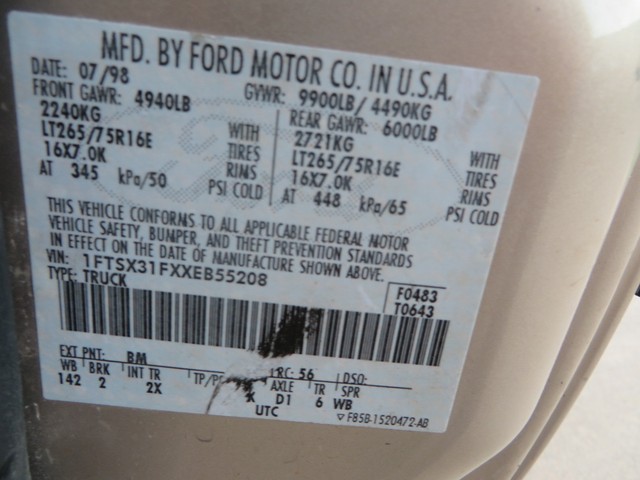 MFD. BY FORD MOTOR CO. IN U.S.A.
DATE: 07/98 GVWR: 9900LB/ 4490KG
FRONT GAWR: 4940LB REAR GAWR: 6000LB
2240KG WITH 2721KG WITH
LT265/75R16E TIRES LT265/75R16E TIRES
16X7.0K RIMS 16X7.0K RIMS
AT 345 kPa/50 PSI COLD AT 448 kPa/65 PSI COLD
THIS VEHICLE CONFORMS TO ALL APPLICABLE FEDERAL MOTOR
VEHICLE SAFETY, BUMPER, AND THEFT PREVENTION STANDARDS
IN EFFECT ON THE DATE OF MANUFACTURE SHOWN ABOVE.
VIN: 1FTSX31FXXEB55208
TYPE: TRUCK F0483
T0643
EXT PNT: BM RC: 56 DSO:
WB BRK INT TR TP/P AXLE TR SPR
142 2 2X D1 6 WB
UTC
F85B-1520472-AB